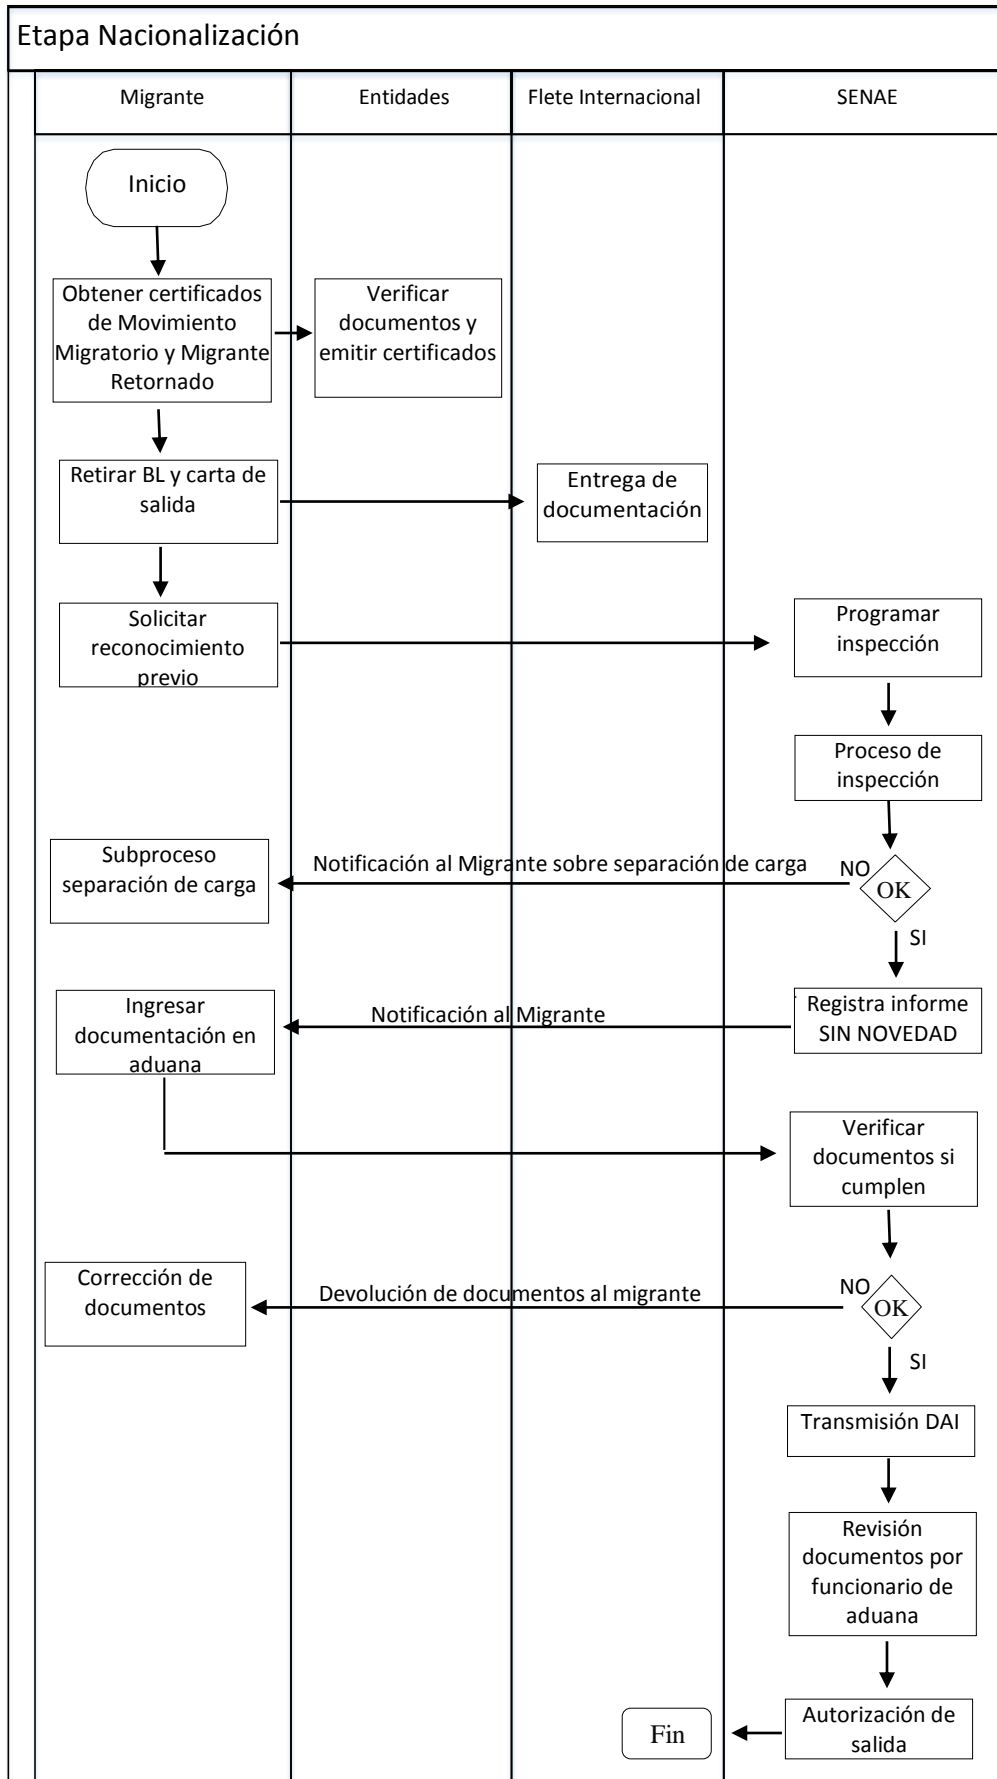 Etapa Nacionalización
Migrante
Entidades
Flete Internacional
SENAE
Inicio
Obtener certificados
de Movimiento
Migratorio y Migrante
Retornado
Verificar
documentos y
emitir certificados
Retirar BL y carta de
salida
Entrega de
documentación
Solicitar
reconocimiento
previo
Programar
inspección
Proceso de
inspección
Subproceso
separación de carga
Notificación al Migrante sobre separación de carga
NO
OK
SI
Ingresar
documentación en
aduana
Notificación al Migrante
Registra informe
SIN NOVEDAD
Verificar
documentos si
cumplen
Corrección de
documentos
Devolución de documentos al migrante
NO
OK
SI
Transmisión DAI
Revisión
documentos por
funcionario de
aduana
Autorización de
salida
Fin